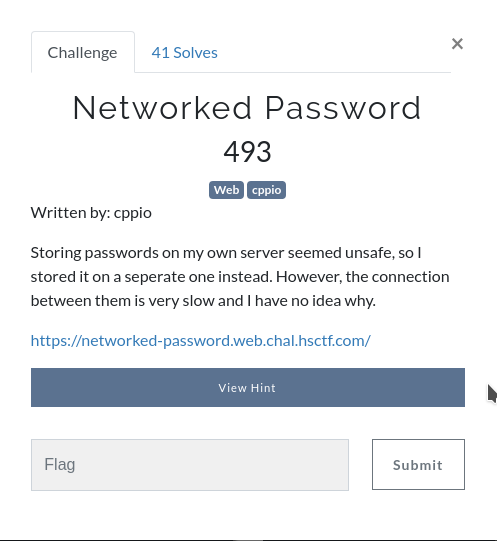 Challenge
41 Solves
×
Networked Password
493
Web cppio
Written by: cppio
Storing passwords on my own server seemed unsafe, so I
stored it on a seperate one instead. However, the connection
between them is very slow and I have no idea why.
https://networked-password.web.chal.hsctf.com/
View Hint
Flag
Submit